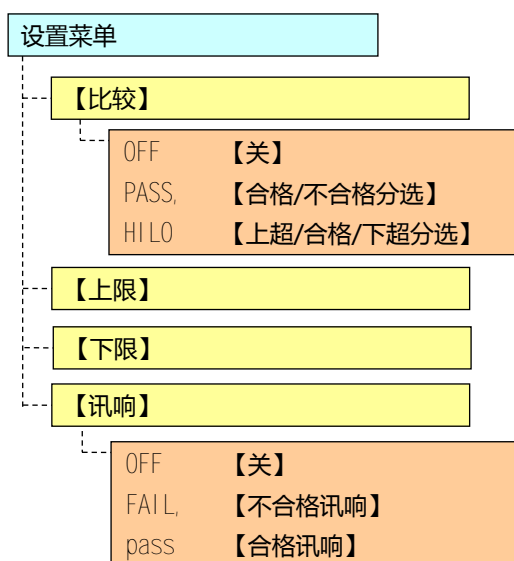 设置菜单
【比较】
OFF 【关】
PASS, 【合格/不合格分选】
HILO 【上超/合格/下超分选】
【上限】
【下限】
【讯响】
OFF 【关】
FAIL, 【不合格讯响】
pass 【合格讯响】